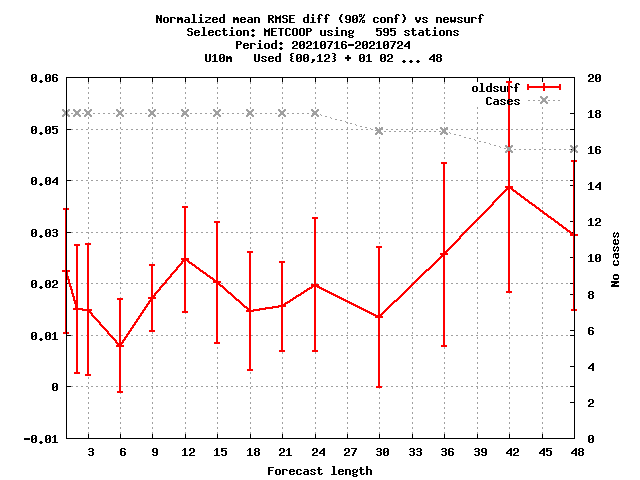 Normalized mean RMSE diff (90% conf) vs newsurf
Selection: METCOOP using 595 stations
Period: 20210716-20210724
U10m Used {00,12} + 01 02 ... 48
oldsurf
Cases
0.06
0.05
0.04
0.03
0.02
0.01
0
-0.01
20
18
16
14
12
10
8
6
4
2
0
No cases
3 6 9 12 15 18 21 24 27 30 33 36 39 42 45 48
Forecast length